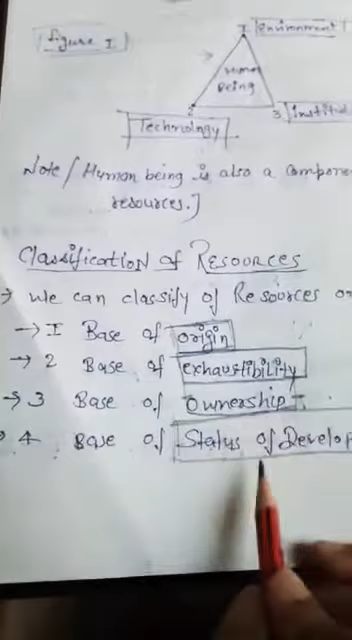 [figure I]
1 [environment]
Human
Being
2
3 [Institu
[Technology]
Note / Human being is also a compone
resources.]
Classification of Resources
→ We can classify of Resources on
→ 1 Base of origin
→ 2 Base of exhaustibility
→ 3 Base of Ownership
4 Base of Status of Develop